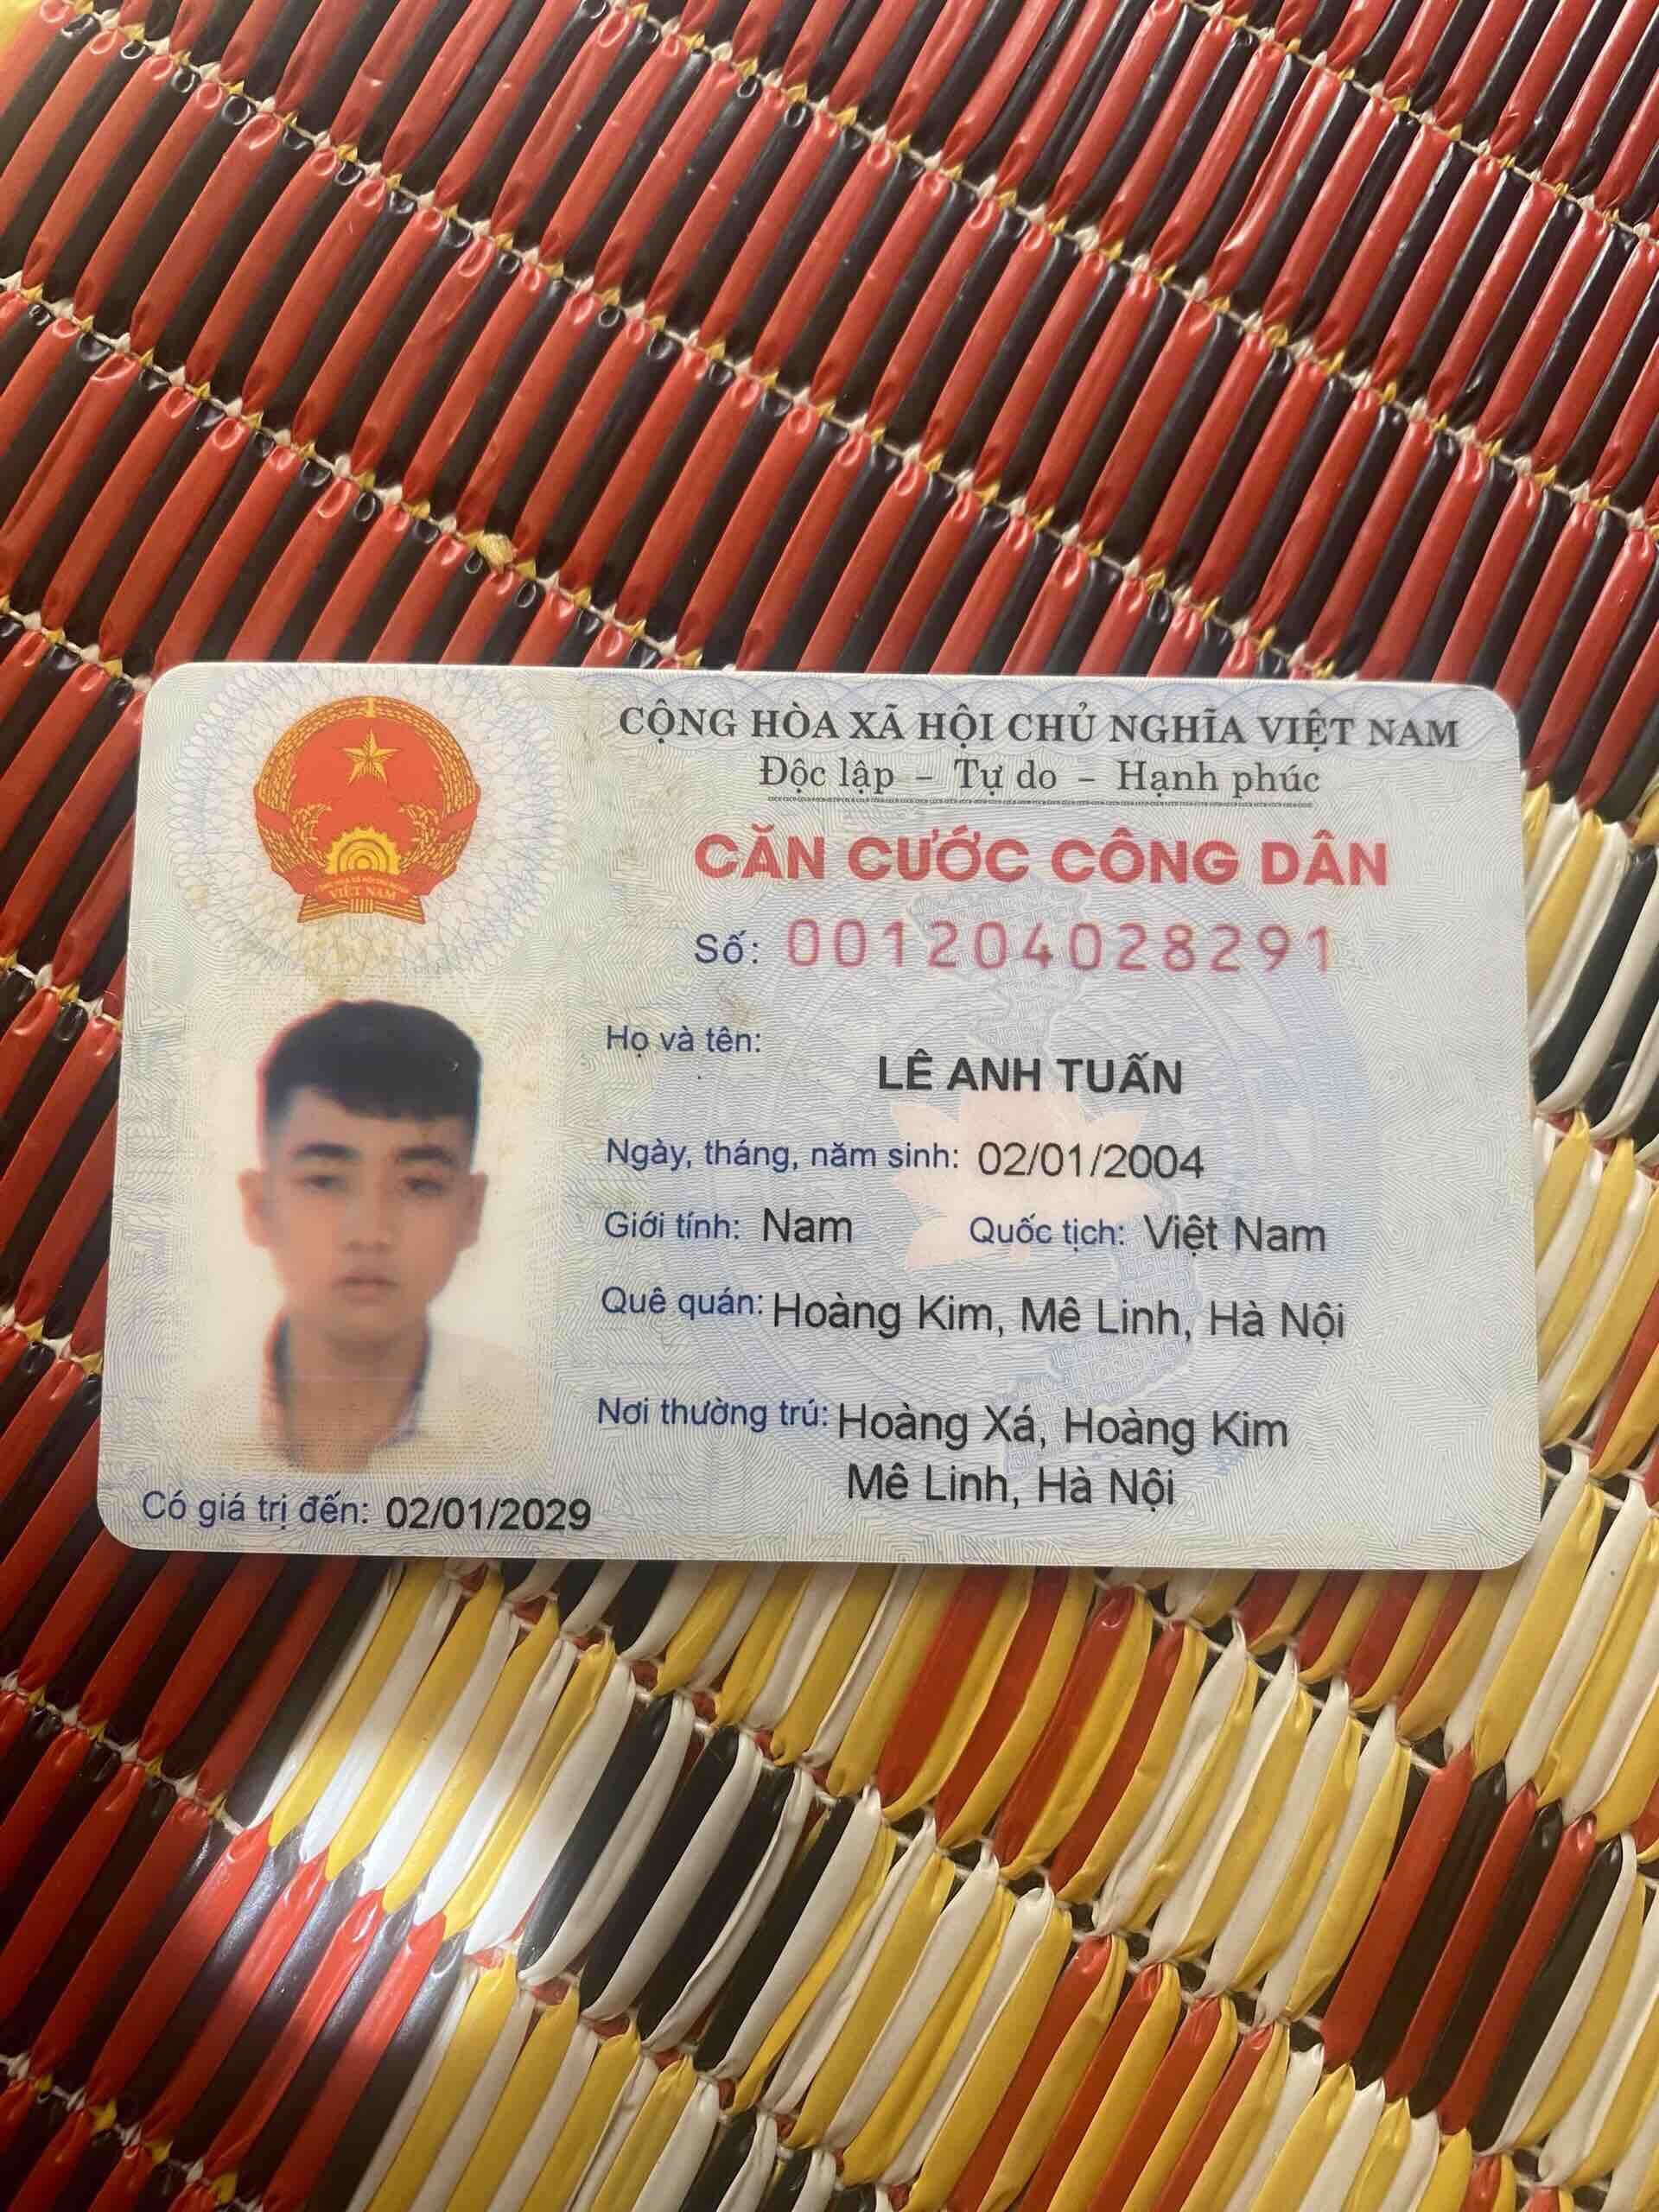 CỘNG HÒA XÃ HỘI CHỦ NGHĨA VIỆT NAM
Độc lập – Tự do – Hạnh phúc
CĂN CƯỚC CÔNG DÂN
Số: 001204028291
Họ và tên:
LÊ ANH TUẤN
Ngày, tháng, năm sinh: 02/01/2004
Giới tính: Nam Quốc tịch: Việt Nam
Quê quán: Hoàng Kim, Mê Linh, Hà Nội
Nơi thường trú: Hoàng Xá, Hoàng Kim
Mê Linh, Hà Nội
Có giá trị đến: 02/01/2029
VIỆT NAM